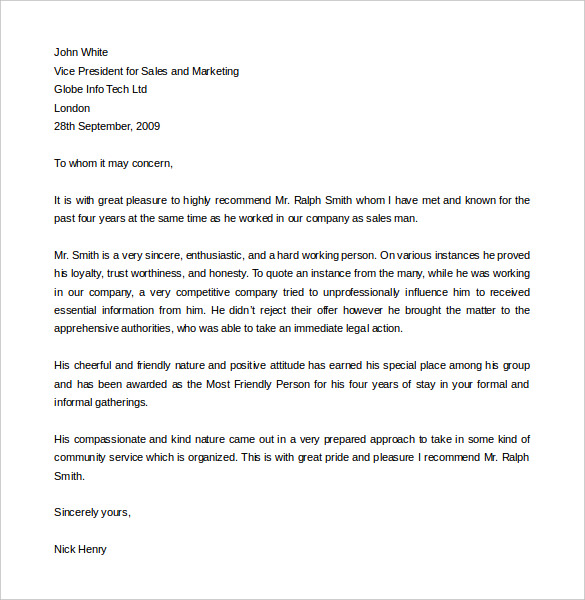 John White
Vice President for Sales and Marketing
Globe Info Tech Ltd
London
28th September, 2009
To whom it may concern,
It is with great pleasure to highly recommend Mr. Ralph Smith whom I have met and known for the
past four years at the same time as he worked in our company as sales man.
Mr. Smith is a very sincere, enthusiastic, and a hard working person. On various instances he proved
his loyalty, trust worthiness, and honesty. To quote an instance from the many, while he was working
in our company, a very competitive company tried to unprofessionally influence him to received
essential information from him. He didn't reject their offer however he brought the matter to the
apprehensive authorities, who was able to take an immediate legal action.
His cheerful and friendly nature and positive attitude has earned his special place among his group
and has been awarded as the Most Friendly Person for his four years of stay in your formal and
informal gatherings.
His compassionate and kind nature came out in a very prepared approach to take in some kind of
community service which is organized. This is with great pride and pleasure I recommend Mr. Ralph
Smith.
Sincerely yours,
Nick Henry